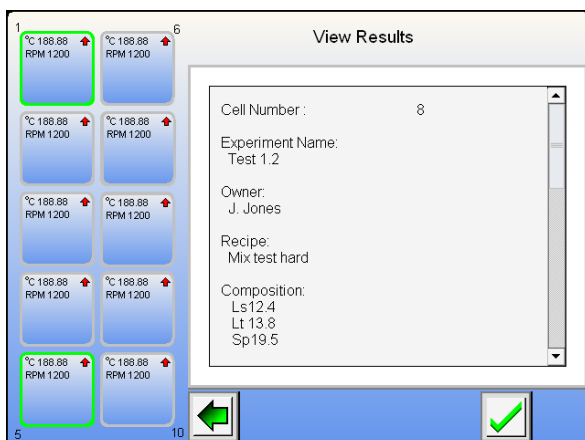 1
6
°C 188.88
RPM 1200
°C 188.88
RPM 1200
°C 188.88
RPM 1200
°C 188.88
RPM 1200
°C 188.88
RPM 1200
°C 188.88
RPM 1200
°C 188.88
RPM 1200
°C 188.88
RPM 1200
°C 188.88
RPM 1200
°C 188.88
RPM 1200
5
10
View Results
Cell Number : 8
Experiment Name:
Test 1.2
Owner:
J. Jones
Recipe:
Mix test hard
Composition:
Ls12.4
Lt 13.8
Sp19.5